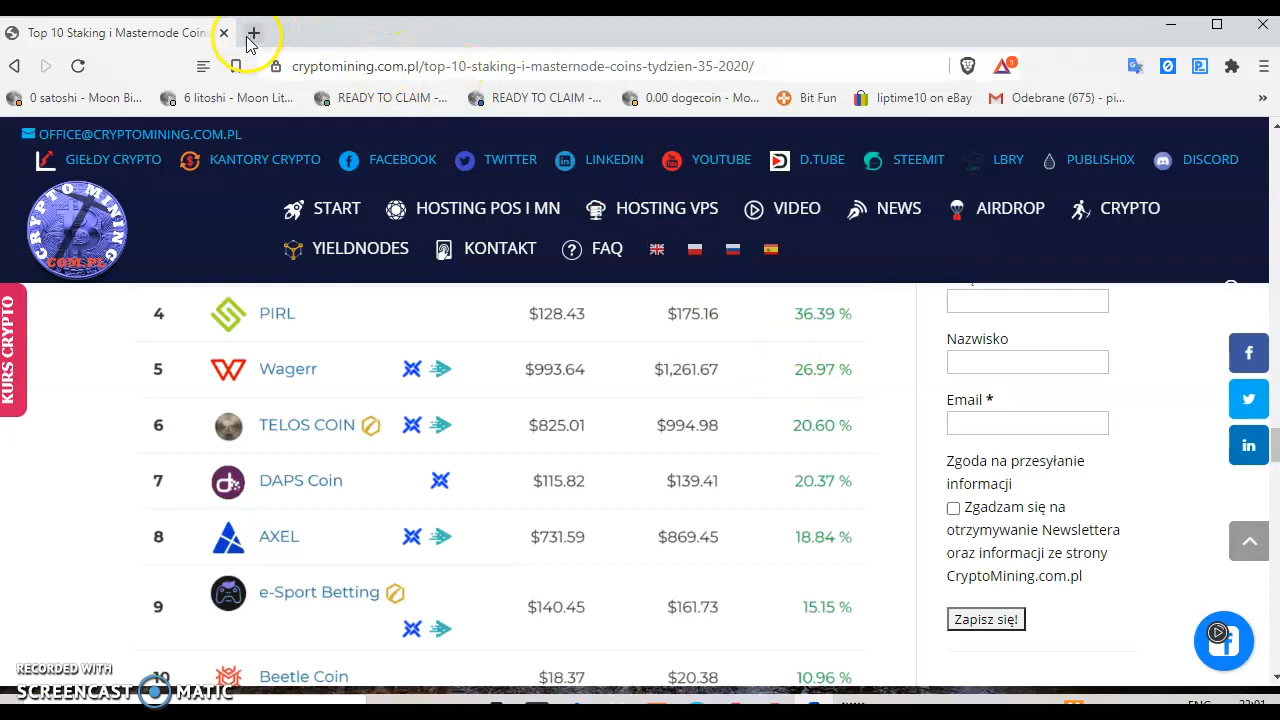 Top 10 Staking i Masternode Coins
cryptomining.com.pl/top-10-staking-i-masternode-coins-tydzien-35-2020/
1
0 satoshi - Moon Bi... 6 litoshi - Moon Lit... READY TO CLAIM -... READY TO CLAIM -... 0.00 dogecoin - Mo... Bit Fun liptime10 on eBay Odebrane (675) - pi... »
OFFICE@CRYPTOMINING.COM.PL
GIEŁDY CRYPTO KANTORY CRYPTO FACEBOOK TWITTER LINKEDIN YOUTUBE D.TUBE STEEMIT LBRY PUBLISH0X DISCORD
START HOSTING POS I MN HOSTING VPS VIDEO NEWS AIRDROP CRYPTO
YIELDNODES KONTAKT FAQ
CRYPTO MINING
COM.PL
KURS CRYPTO
4 PIRL $128.43 $175.16 36.39 %
5 Wagerr $993.64 $1,261.67 26.97 %
6 TELOS COIN $825.01 $994.98 20.60 %
7 DAPS Coin $115.82 $139.41 20.37 %
8 AXEL $731.59 $869.45 18.84 %
9 e-Sport Betting $140.45 $161.73 15.15 %
10 Beetle Coin $18.37 $20.38 10.96 %
Nazwisko
Email *
Zgoda na przesyłanie
informacji
Zgadzam się na
otrzymywanie Newslettera
oraz informacji ze strony
CryptoMining.com.pl
Zapisz się!
RECORDED WITH
SCREENCAST MATIC